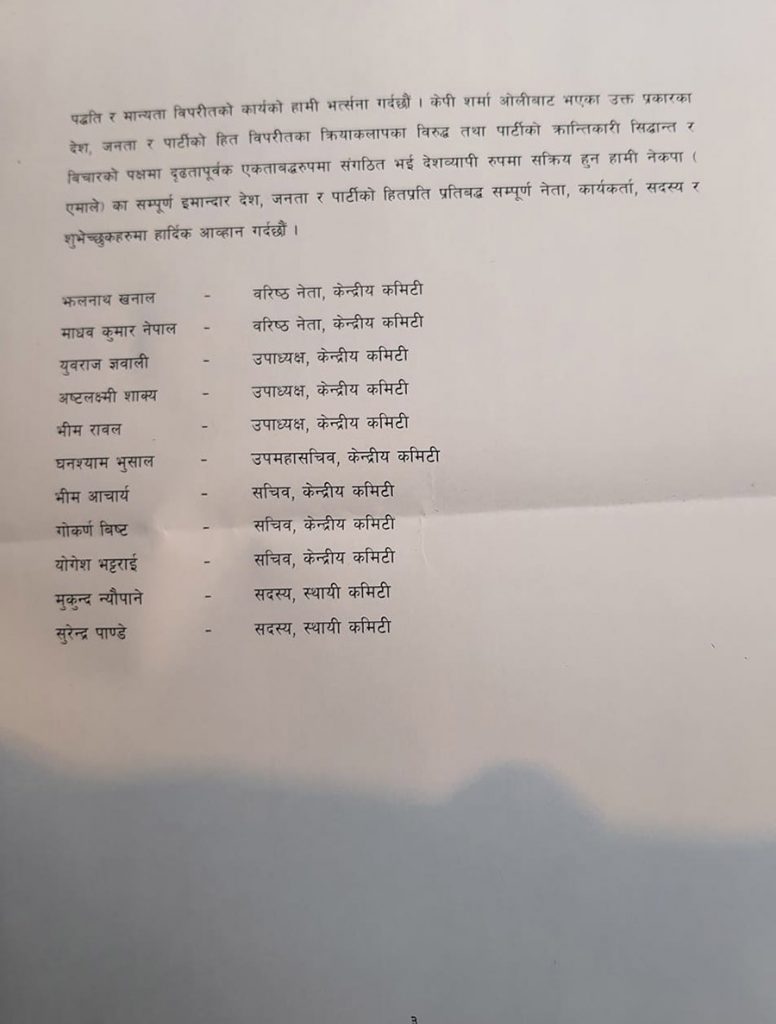 पद्धति र मान्यता विपरीतको कार्यको हामी भर्त्सना गर्दछौं । केपी शर्मा ओलीबाट भएका उक्त प्रकारका
देश, जनता र पार्टीको हित विपरीतका क्रियाकलापका विरुद्ध तथा पार्टीको क्रान्तिकारी सिद्धान्त र
बिचारको पक्षमा दृढतापूर्वक एकताबद्धरुपमा संगठित भई देशव्यापी रुपमा सक्रिय हुन हामी नेकपा (
एमाले) का सम्पूर्ण इमान्दार देश, जनता र पार्टीको हितप्रति प्रतिबद्ध सम्पूर्ण नेता, कार्यकर्ता, सदस्य र
शुभेच्छुकहरुमा हार्दिक आव्हान गर्दछौं ।
झलनाथ खनाल - वरिष्ठ नेता, केन्द्रीय कमिटी
माधव कुमार नेपाल - वरिष्ठ नेता, केन्द्रीय कमिटी
युवराज ज्ञवाली - उपाध्यक्ष, केन्द्रीय कमिटी
अष्टलक्ष्मी शाक्य - उपाध्यक्ष, केन्द्रीय कमिटी
भीम रावल - उपाध्यक्ष, केन्द्रीय कमिटी
घनश्याम भुसाल - उपमहासचिव, केन्द्रीय कमिटी
भीम आचार्य - सचिव, केन्द्रीय कमिटी
गोकर्ण बिष्ट - सचिव, केन्द्रीय कमिटी
योगेश भट्टराई - सचिव, केन्द्रीय कमिटी
मुकुन्द न्यौपाने - सदस्य, स्थायी कमिटी
सुरेन्द्र पाण्डे - सदस्य, स्थायी कमिटी
३